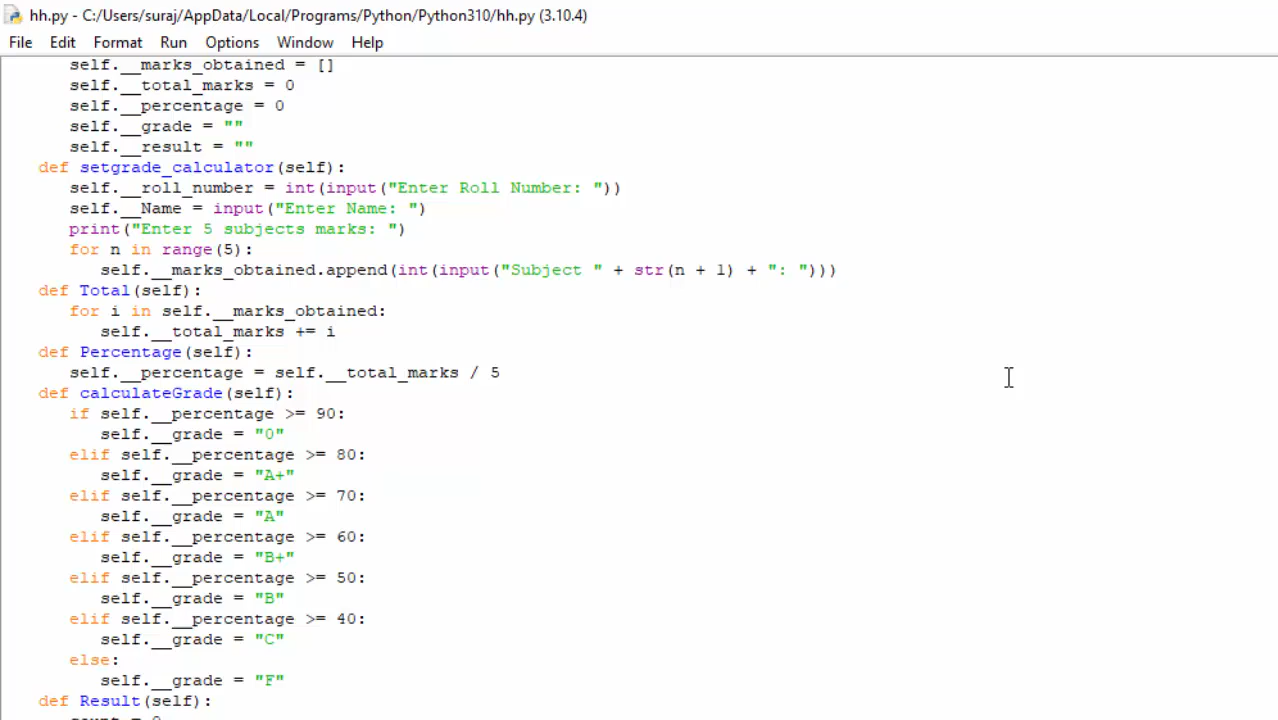 hh.py - C:/Users/suraj/AppData/Local/Programs/Python/Python310/hh.py (3.10.4)
File Edit Format Run Options Window Help
self.__marks_obtained = []
self.__total_marks = 0
self.__percentage = 0
self.__grade = ""
self.__result = ""
def setgrade_calculator(self):
self.__roll_number = int(input("Enter Roll Number: "))
self.__Name = input("Enter Name: ")
print("Enter 5 subjects marks: ")
for n in range(5):
self.__marks_obtained.append(int(input("Subject " + str(n + 1) + ": ")))
def Total(self):
for i in self.__marks_obtained:
self.__total_marks += i
def Percentage(self):
self.__percentage = self.__total_marks / 5
def calculateGrade(self):
if self.__percentage >= 90:
self.__grade = "O"
elif self.__percentage >= 80:
self.__grade = "A+"
elif self.__percentage >= 70:
self.__grade = "A"
elif self.__percentage >= 60:
self.__grade = "B+"
elif self.__percentage >= 50:
self.__grade = "B"
elif self.__percentage >= 40:
self.__grade = "C"
else:
self.__grade = "F"
def Result(self):